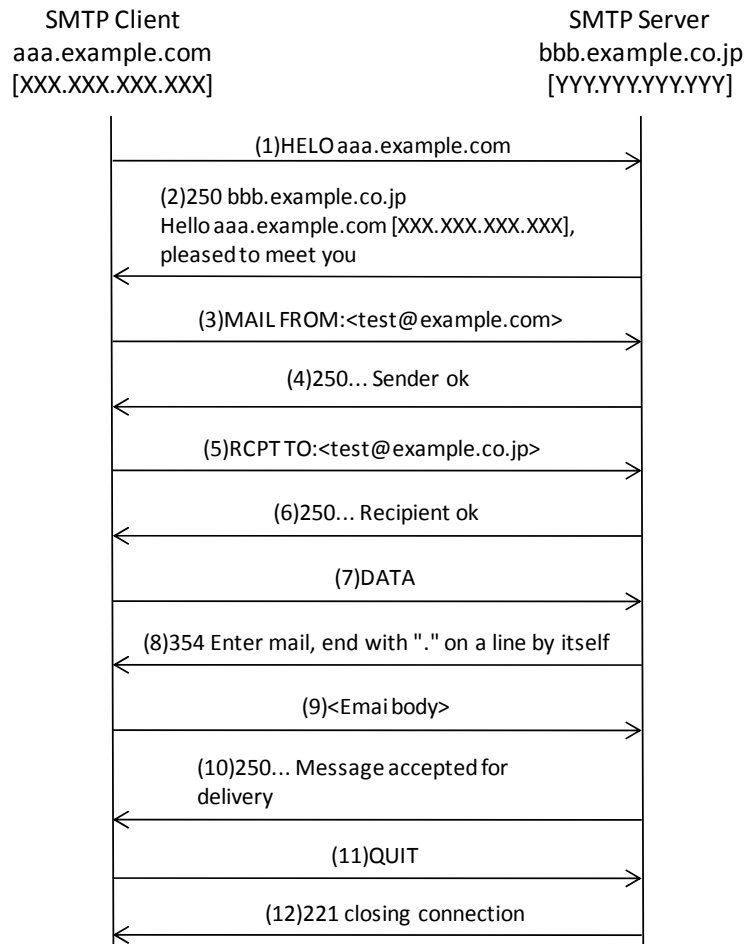 SMTP Client
aaa.example.com
[XXX.XXX.XXX.XXX]
SMTP Server
bbb.example.co.jp
[YYY.YYY.YYY.YYY]
(1)HELO aaa.example.com
(2)250 bbb.example.co.jp
Hello aaa.example.com [XXX.XXX.XXX.XXX],
pleased to meet you
(3)MAIL FROM:<test@example.com>
(4)250... Sender ok
(5)RCPT TO:<test@example.co.jp>
(6)250... Recipient ok
(7)DATA
(8)354 Enter mail, end with "." on a line by itself
(9)<Emai body>
(10)250... Message accepted for
delivery
(11)QUIT
(12)221 closing connection